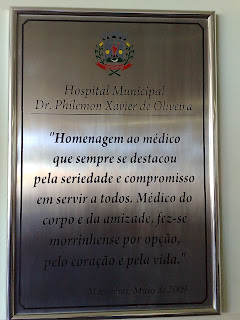 Hospital Municipal
Dr. Philemon Xavier de Oliveira
"Homenagem ao médico
que sempre se destacou
pela seriedade e compromisso
em servir a todos. Médico do
corpo e da amizade, fez-se
morrinhense por opção,
pelo coração e pela vida."
Maio de 2009